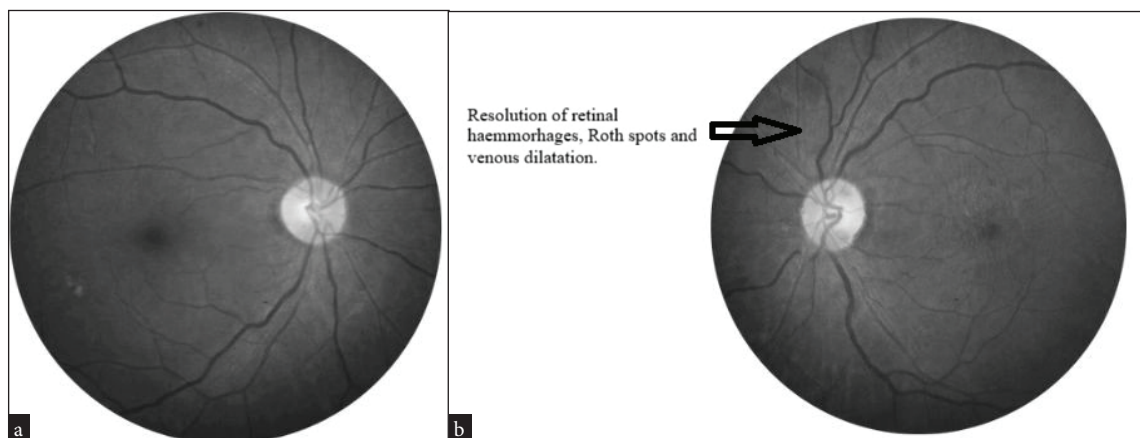 Resolution of retinal
haemmorhages, Roth spots and
venous dilatation.
a
b